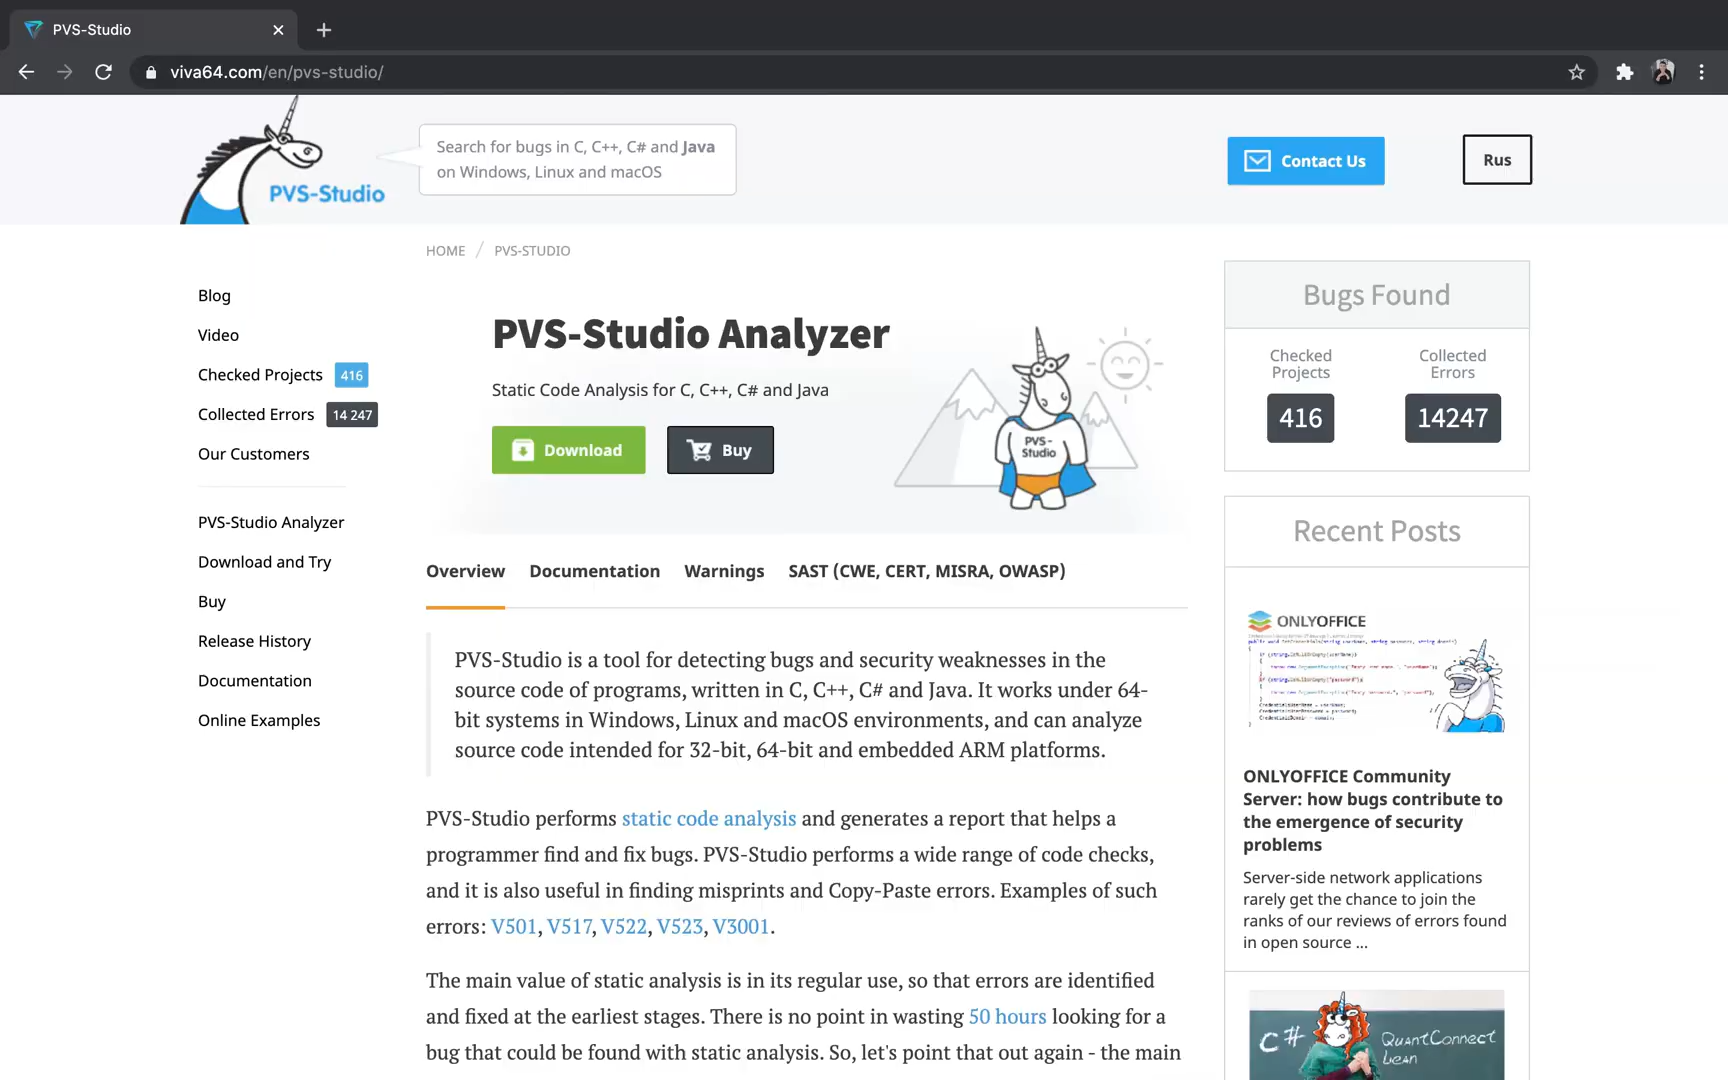 PVS-Studio
viva64.com/en/pvs-studio/
PVS-Studio
Search for bugs in C, C++, C# and Java
on Windows, Linux and macOS
Contact Us
Rus
HOME / PVS-STUDIO
Blog
Video
Checked Projects 416
Collected Errors 14 247
Our Customers
PVS-Studio Analyzer
Download and Try
Buy
Release History
Documentation
Online Examples
PVS-Studio Analyzer
Static Code Analysis for C, C++, C# and Java
Download
Buy
PVS-
Studio
Overview Documentation Warnings SAST (CWE, CERT, MISRA, OWASP)
PVS-Studio is a tool for detecting bugs and security weaknesses in the
source code of programs, written in C, C++, C# and Java. It works under 64-
bit systems in Windows, Linux and macOS environments, and can analyze
source code intended for 32-bit, 64-bit and embedded ARM platforms.
PVS-Studio performs static code analysis and generates a report that helps a
programmer find and fix bugs. PVS-Studio performs a wide range of code checks,
and it is also useful in finding misprints and Copy-Paste errors. Examples of such
errors: V501, V517, V522, V523, V3001.
The main value of static analysis is in its regular use, so that errors are identified
and fixed at the earliest stages. There is no point in wasting 50 hours looking for a
bug that could be found with static analysis. So, let's point that out again - the main
Bugs Found
Checked
Projects
416
Collected
Errors
14247
Recent Posts
ONLYOFFICE
ONLYOFFICE Community
Server: how bugs contribute to
the emergence of security
problems
Server-side network applications
rarely get the chance to join the
ranks of our reviews of errors found
in open source ...
C# QuantConnect
Lean